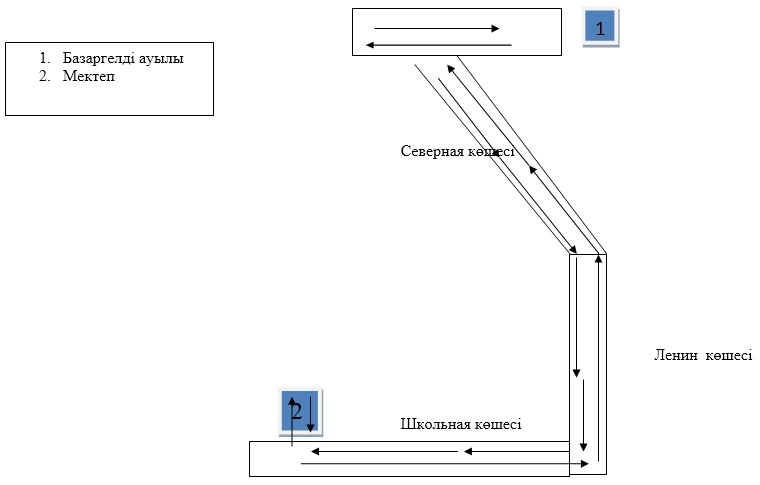 1
1. Базаргелді ауылы
2. Мектеп
Северная көшесі
Ленин көшесі
2
Школьная көшесі